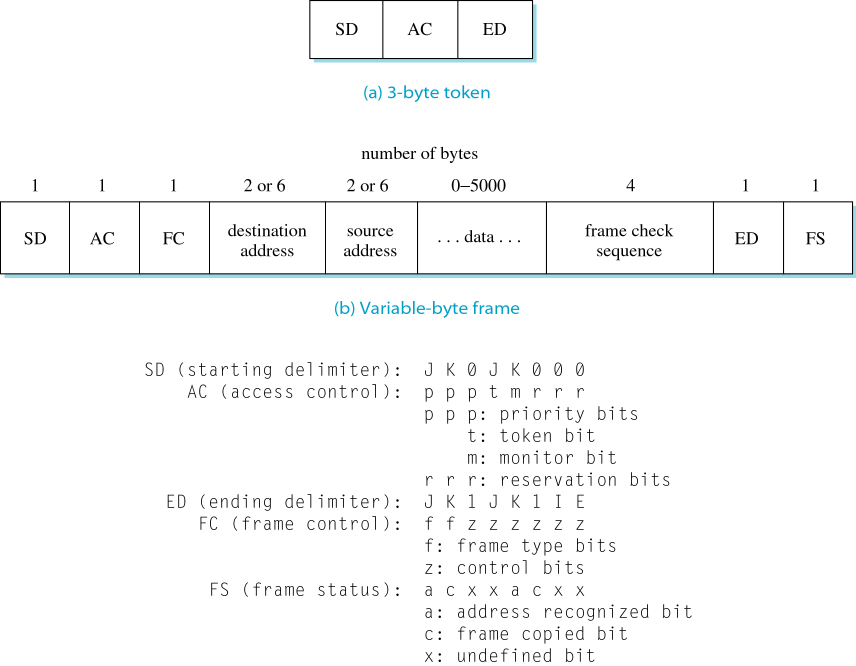 SD AC ED
(a) 3-byte token
number of bytes
1 1 1 2 or 6 2 or 6 0–5000 4 1 1
SD AC FC destination address source address . . . data . . . frame check sequence ED FS
(b) Variable-byte frame
SD (starting delimiter): J K 0 J K 0 0 0
AC (access control): p p p t m r r r
p p p: priority bits
t: token bit
m: monitor bit
r r r: reservation bits
ED (ending delimiter): J K 1 J K 1 I E
FC (frame control): f f z z z z z z
f: frame type bits
z: control bits
FS (frame status): a c x x a c x x
a: address recognized bit
c: frame copied bit
x: undefined bit